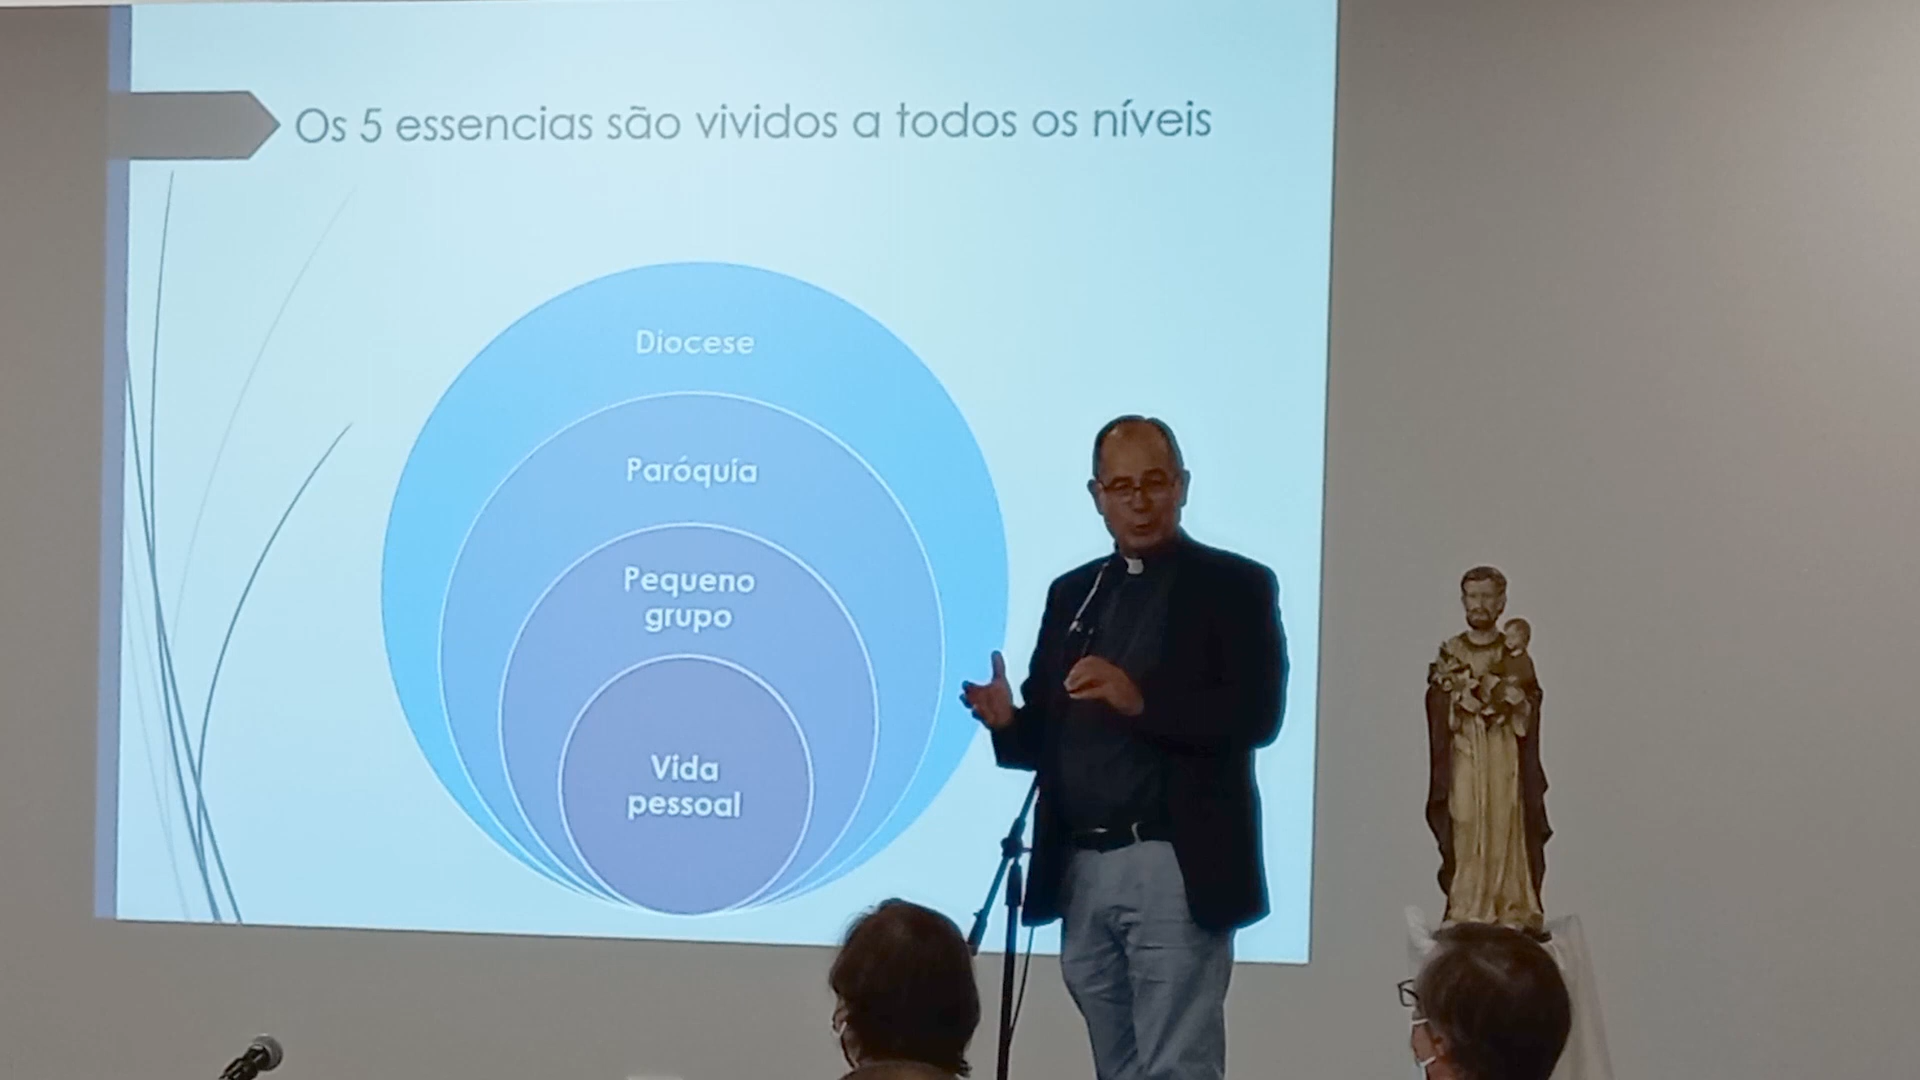 Os 5 essencias são vividos a todos os níveis
Diocese
Paróquia
Pequeno
grupo
Vida
pessoal